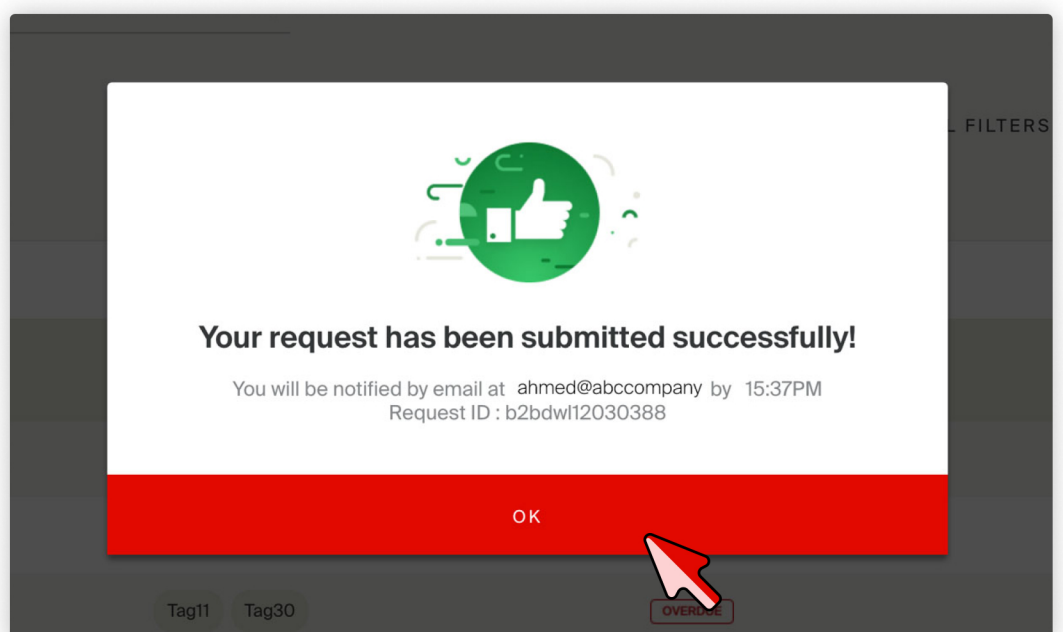 L FILTERS
Your request has been submitted successfully!
You will be notified by email at ahmed@abccompany by 15:37PM
Request ID : b2bdwl12030388
OK
Tag11 Tag30 OVERDUE